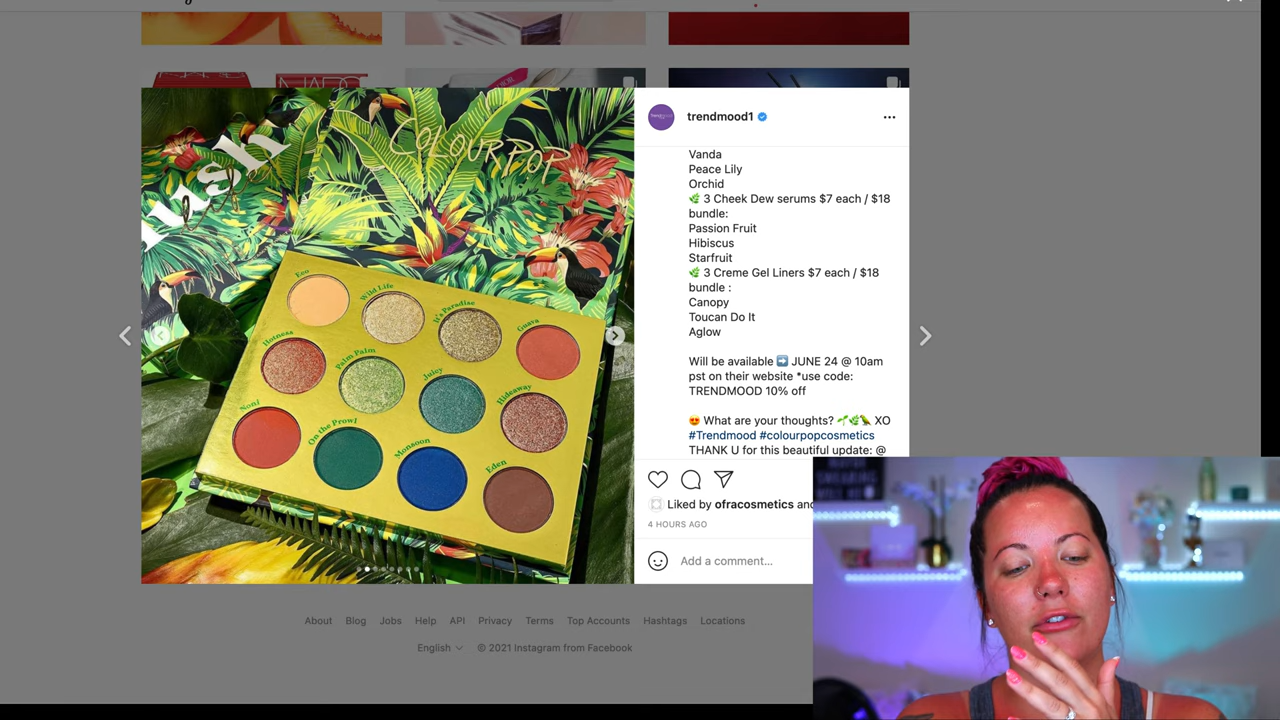 NARS
ush
COLOURPOP
Eco
Wild Life
It's Paradise
Guava
Hotness
Palm Palm
Juicy
Hideaway
Noni
On the Prowl
Monsoon
Eden
trendmood1
Vanda
Peace Lily
Orchid
🌿 3 Cheek Dew serums $7 each / $18
bundle:
Passion Fruit
Hibiscus
Starfruit
🌿 3 Creme Gel Liners $7 each / $18
bundle :
Canopy
Toucan Do It
Aglow
Will be available ➡️ JUNE 24 @ 10am
pst on their website *use code:
TRENDMOOD 10% off
😍 What are your thoughts? 🌱🌿🦜 XO
#Trendmood #colourpopcosmetics
THANK U for this beautiful update: @
Liked by ofracosmetics and
4 HOURS AGO
Add a comment...
About Blog Jobs Help API Privacy Terms Top Accounts Hashtags Locations
English © 2021 Instagram from Facebook